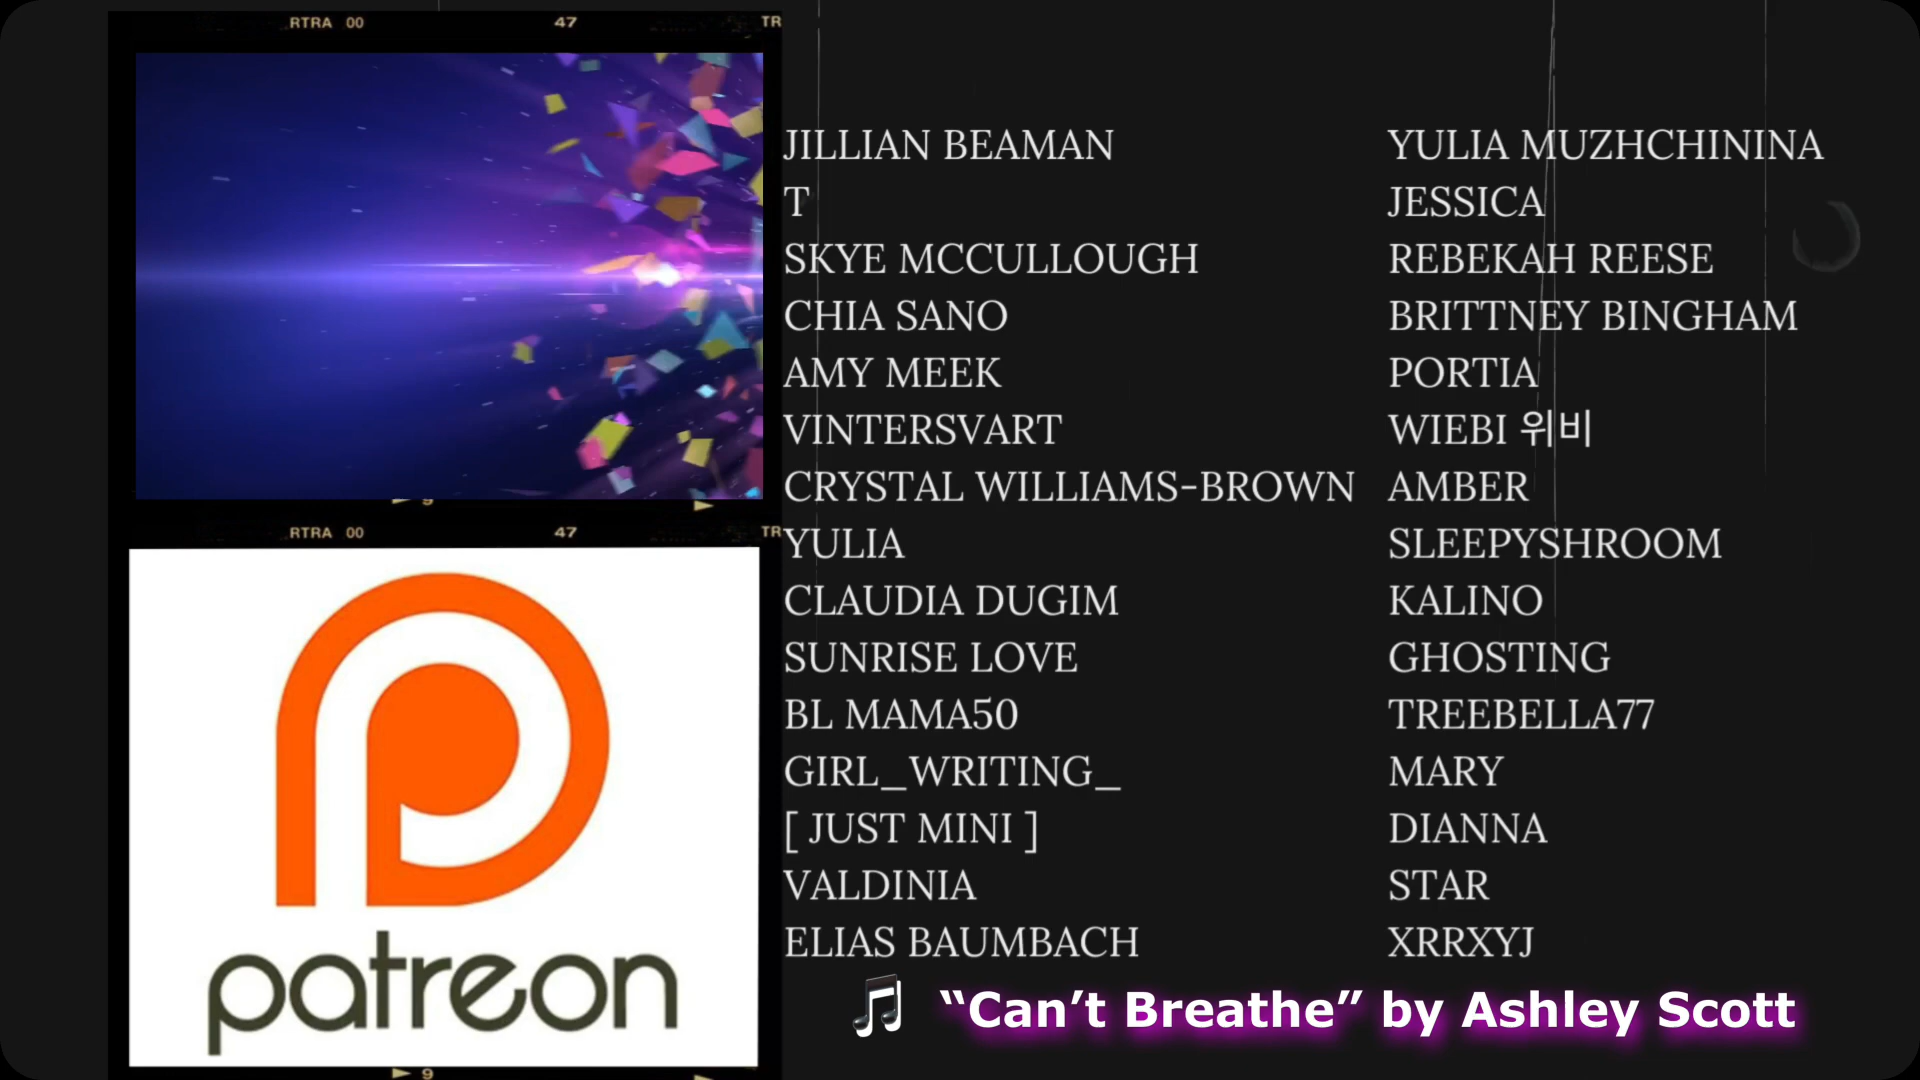 RTRA 00 47 TR
JILLIAN BEAMAN
T
SKYE MCCULLOUGH
CHIA SANO
AMY MEEK
VINTERSVART
CRYSTAL WILLIAMS-BROWN
YULIA
CLAUDIA DUGIM
SUNRISE LOVE
BL MAMA50
GIRL_WRITING_
[ JUST MINI ]
VALDINIA
ELIAS BAUMBACH
YULIA MUZHCHININA
JESSICA
REBEKAH REESE
BRITTNEY BINGHAM
PORTIA
WIEBI 위비
AMBER
SLEEPYSHROOM
KALINO
GHOSTING
TREEBELLA77
MARY
DIANNA
STAR
XRRXYJ
9
RTRA 00 47 TR
patreon
9
“Can’t Breathe” by Ashley Scott